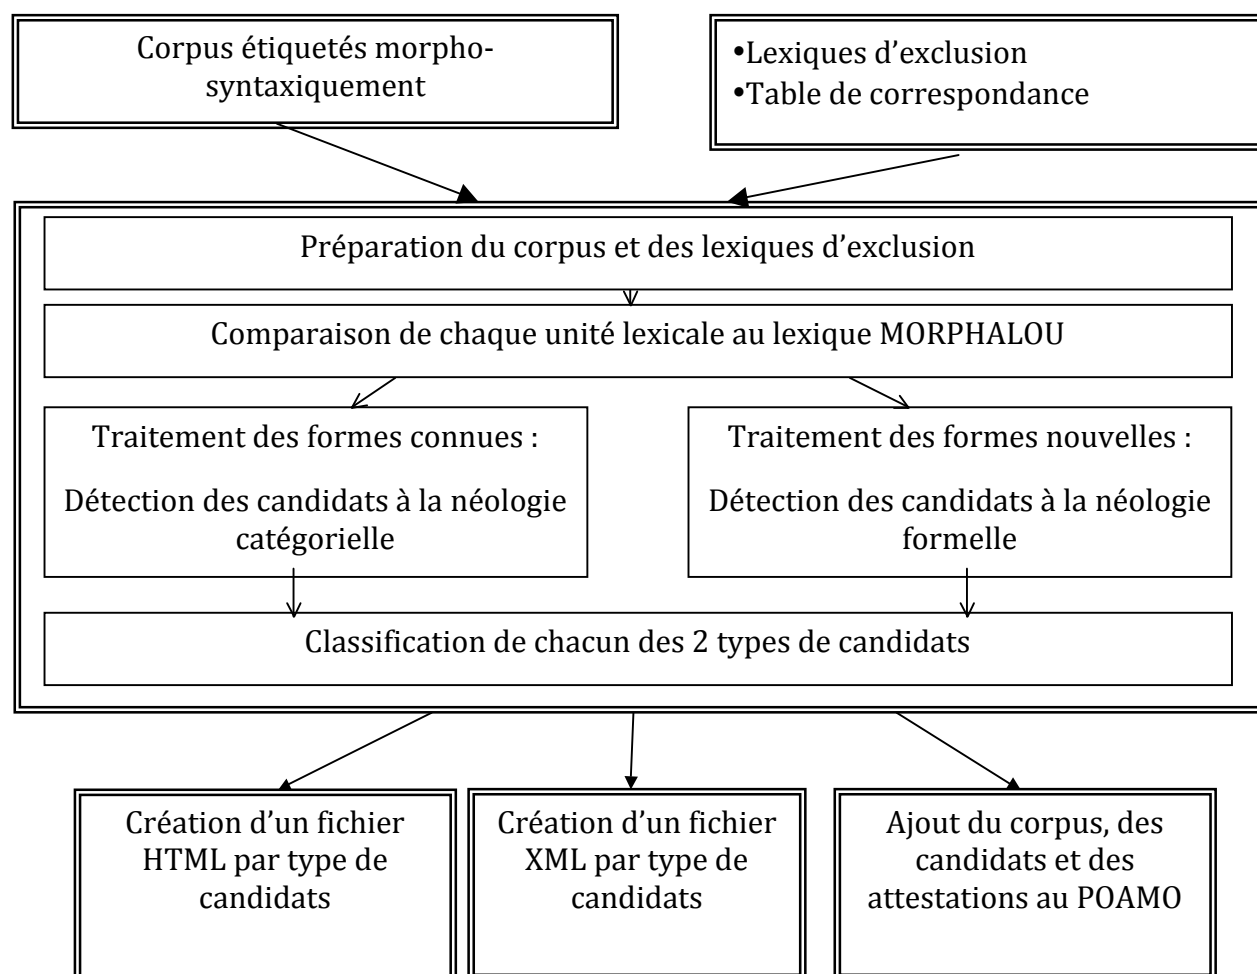 Corpus étiquetés morpho-
syntaxiquement
•Lexiques d’exclusion
•Table de correspondance
Préparation du corpus et des lexiques d’exclusion
Comparaison de chaque unité lexicale au lexique MORPHALOU
Traitement des formes connues :
Détection des candidats à la néologie
catégorielle
Traitement des formes nouvelles :
Détection des candidats à la néologie
formelle
Classification de chacun des 2 types de candidats
Création d’un fichier
HTML par type de
candidats
Création d’un fichier
XML par type de
candidats
Ajout du corpus, des
candidats et des
attestations au POAMO